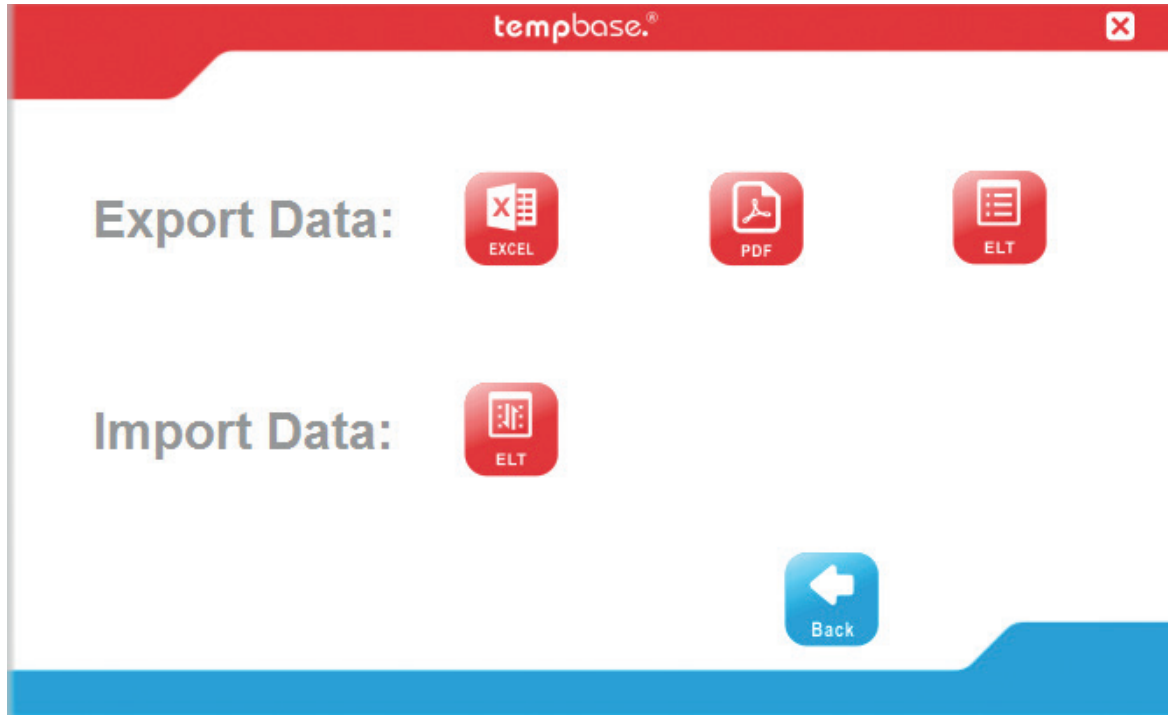 tempbase.®
Export Data:
EXCEL
PDF
ELT
Import Data:
ELT
Back